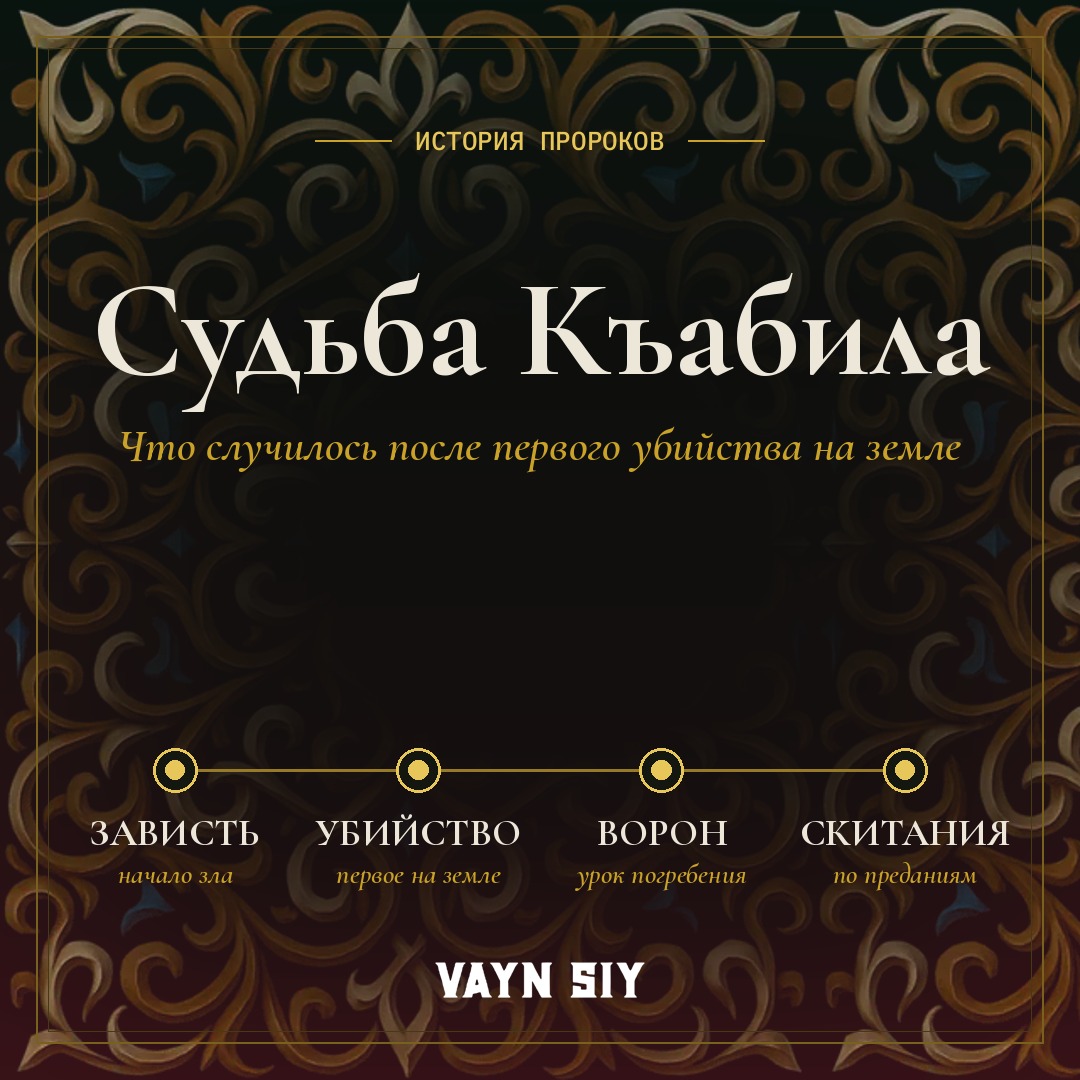 ИСТОРИЯ ПРОРОКОВ
Судьба Къабила
Что случилось после первого убийства на земле
ЗАВИСТЬ УБИЙСТВО ВОРОН СКИТАНИЯ
начало зла первое на земле урок погребения по преданиям
VAYN SIY